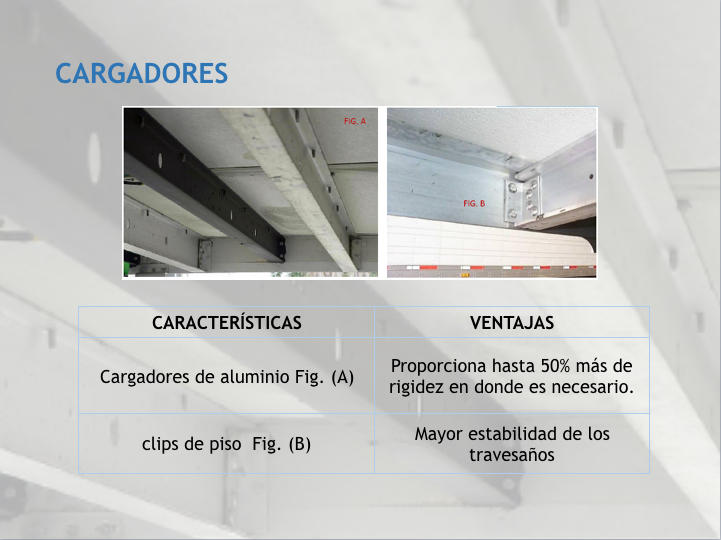 CARGADORES
FIG. A
FIG. B
CARACTERÍSTICAS
VENTAJAS
Cargadores de aluminio Fig. (A)
Proporciona hasta 50% más de
rigidez en donde es necesario.
clips de piso  Fig. (B)
Mayor estabilidad de los
travesaños